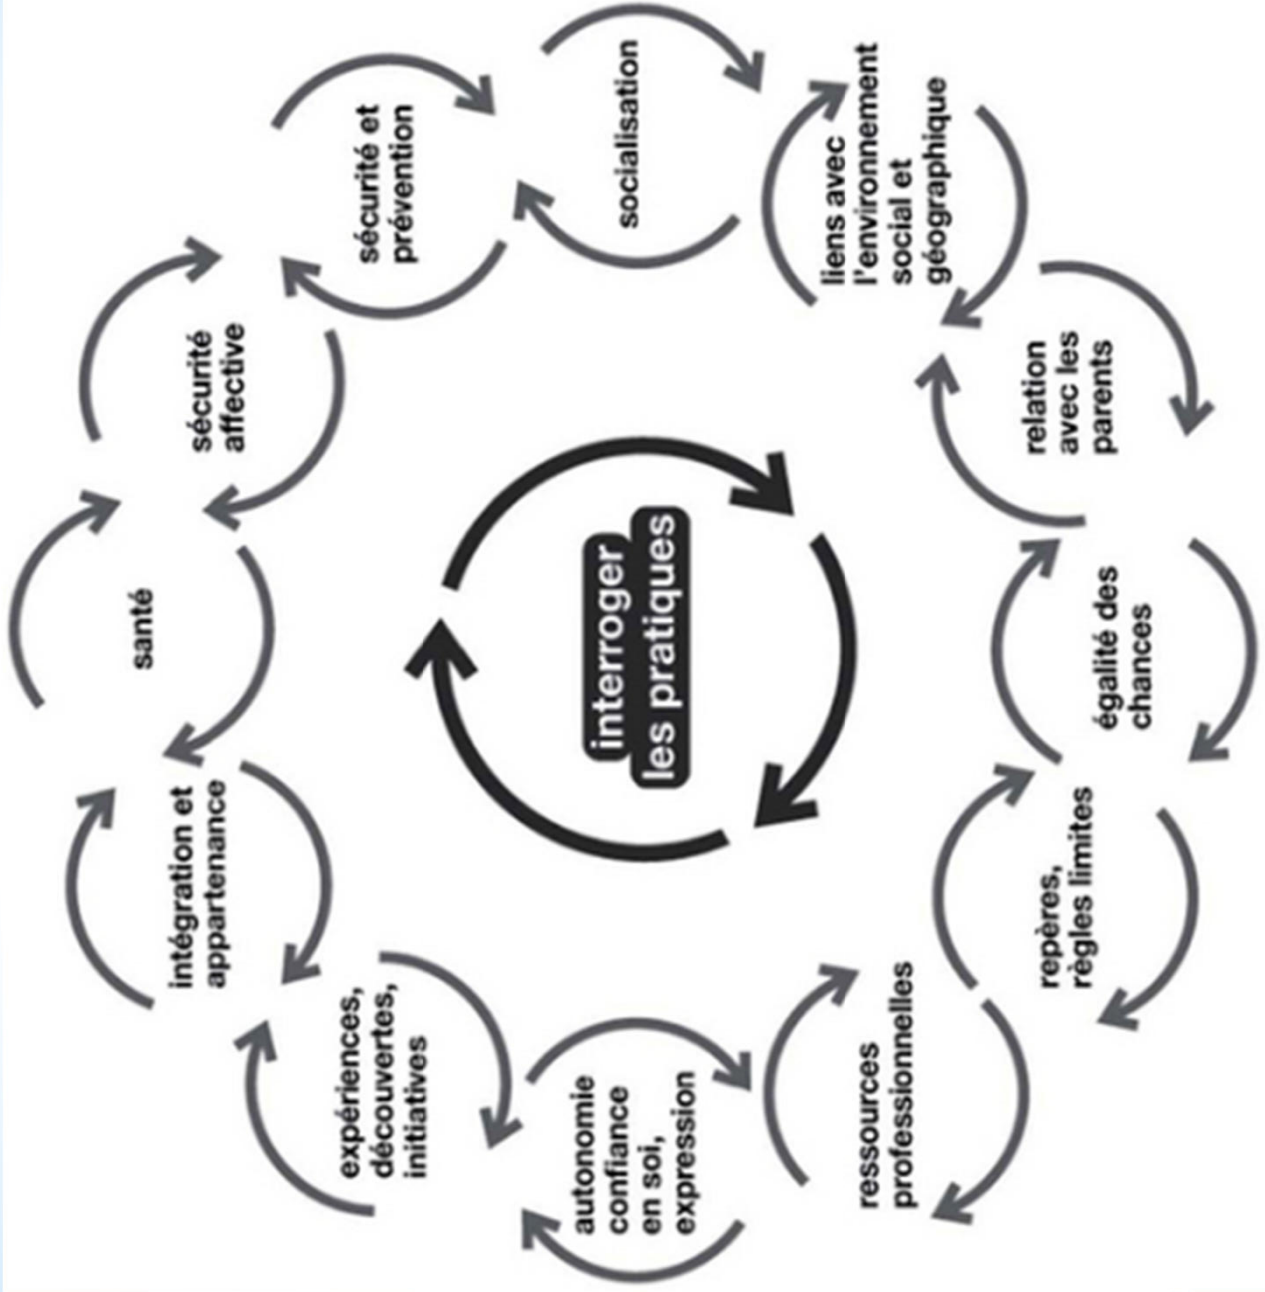 interroger
les pratiques
santé
sécurité
affective
sécurité et
prévention
socialisation
liens avec
l'environnement
social et
géographique
relation
avec les
parents
égalité des
chances
repères,
règles limites
ressources
professionnelles
autonomie
confiance
en soi,
expression
expériences,
découvertes,
initiatives
intégration et
appartenance